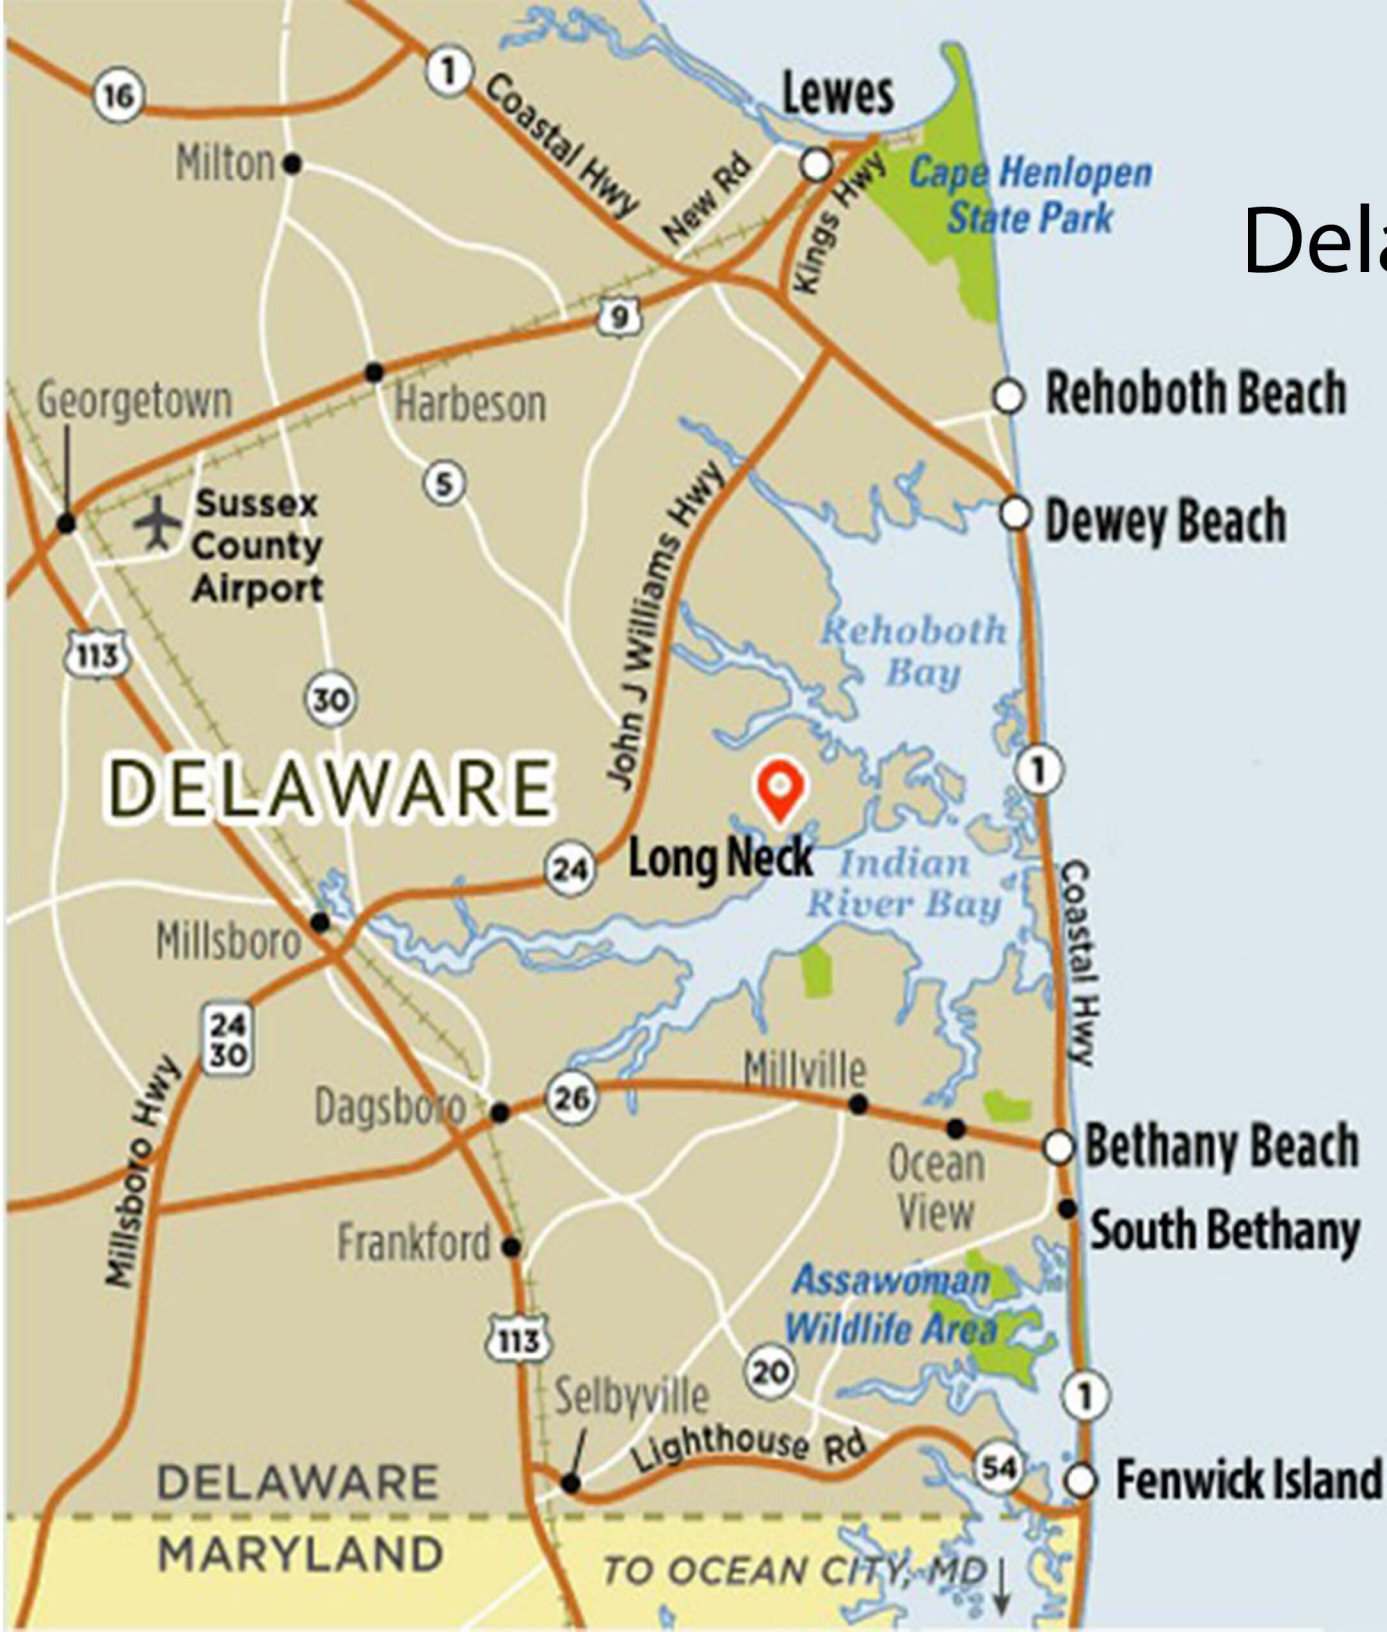 Lewes
1
Coastal Hwy
16
Milton
New Rd
Kings Hwy
Cape Henlopen
State Park
Dela
9
Georgetown
Harbeson
Rehoboth Beach
5
Sussex
County
Airport
Dewey Beach
John J Williams Hwy
113
Rehoboth
Bay
30
DELAWARE
1
24
Long Neck
Indian
River Bay
Coastal Hwy
Millsboro
24
30
Millsboro Hwy
Millville
Dagsboro
26
Ocean
View
Bethany Beach
South Bethany
Frankford
Assawoman
Wildlife Area
113
20
Selbyville
1
Lighthouse Rd
54
Fenwick Island
DELAWARE
MARYLAND
TO OCEAN CITY, MD